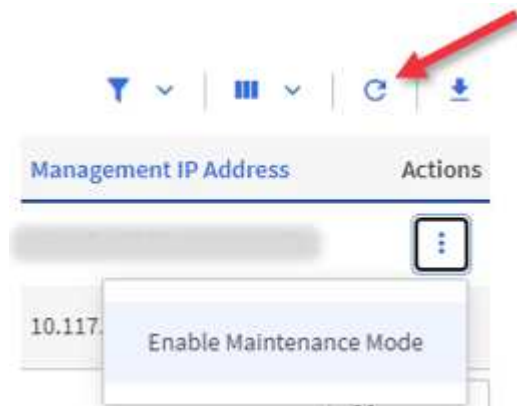 Management IP Address Actions
10.117.
Enable Maintenance Mode